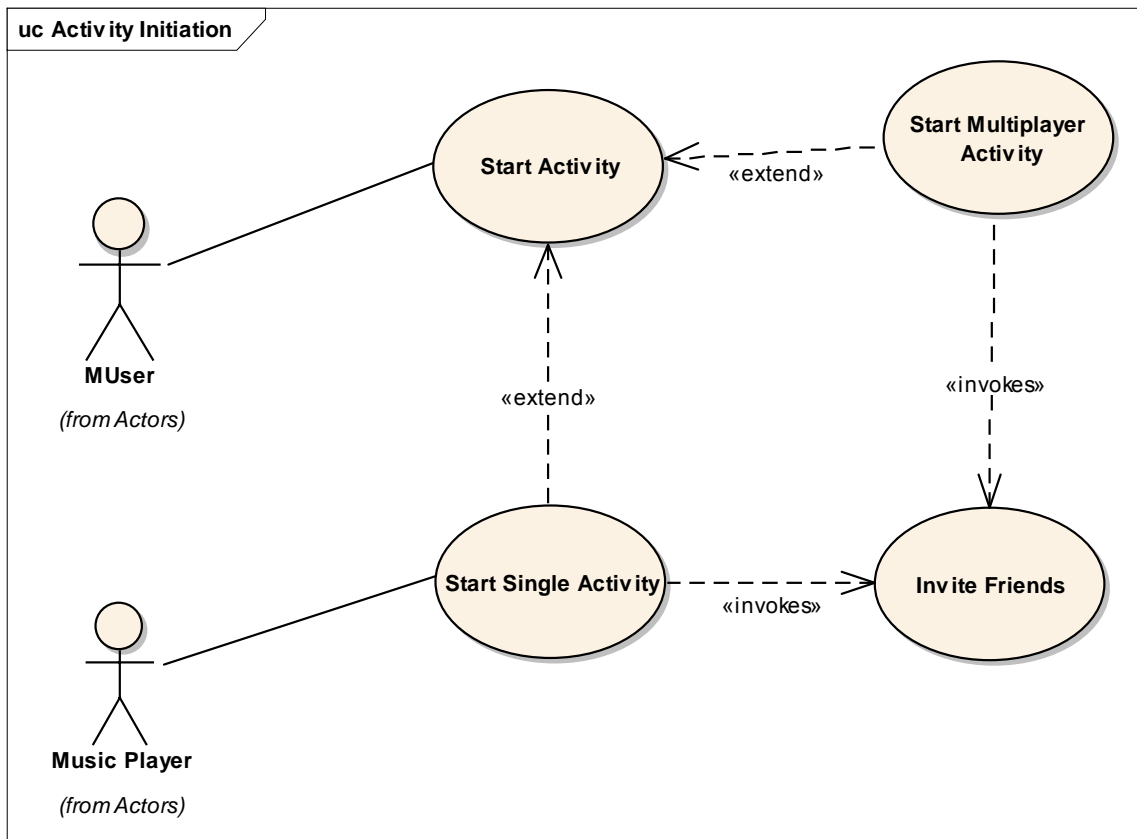 uc Activity Initiation
Start Activity
Start Multiplayer
Activity
«extend»
MUser
(from Actors)
«extend»
«invokes»
Start Single Activity
Invite Friends
«invokes»
Music Player
(from Actors)